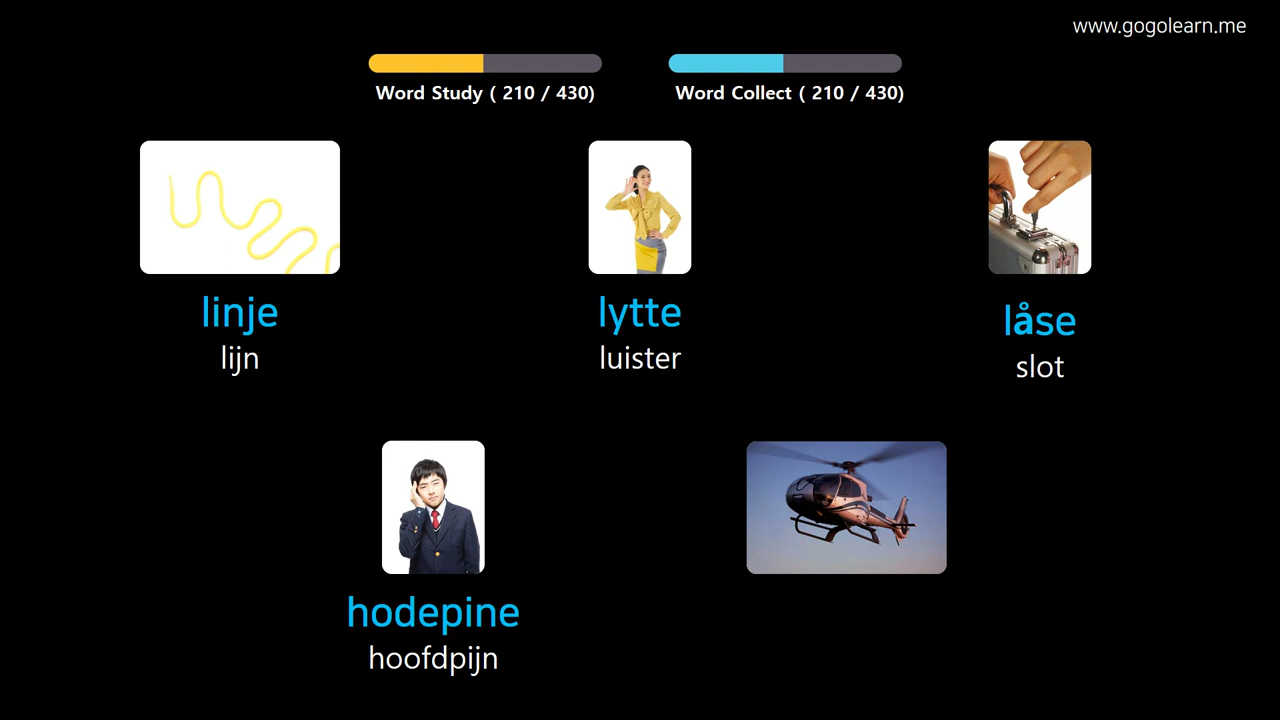 www.gogolearn.me
Word Study ( 210 / 430)
Word Collect ( 210 / 430)
linje
lijn
lytte
luister
låse
slot
hodepine
hoofdpijn